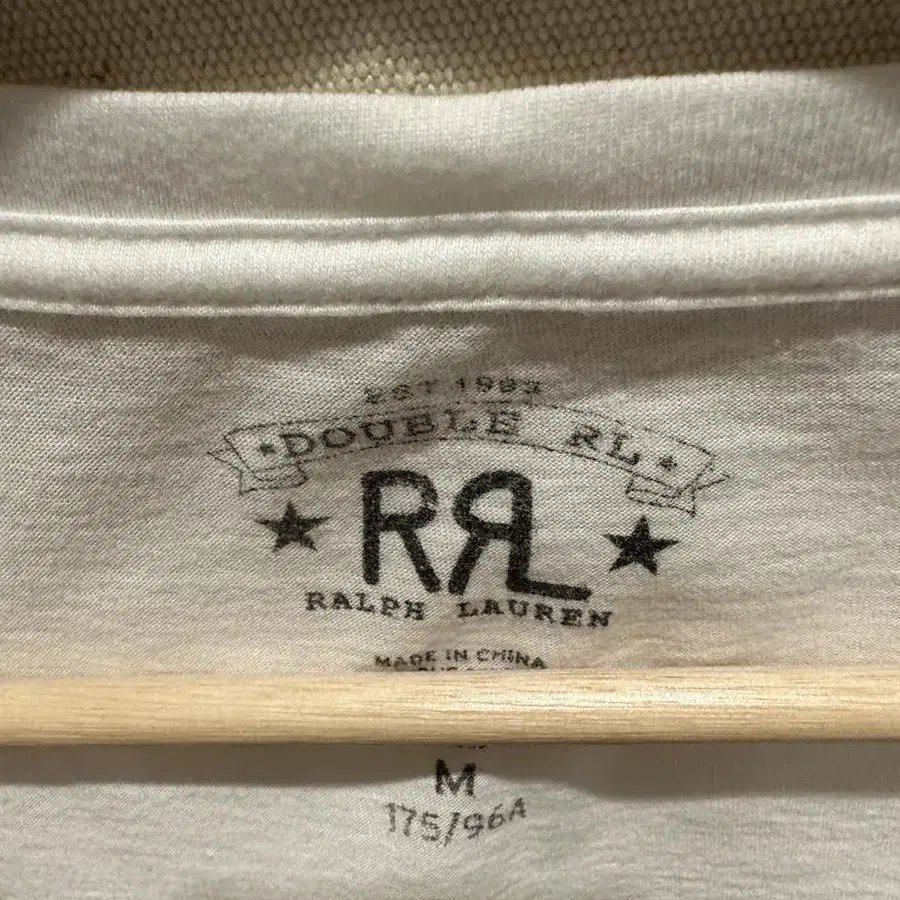 EST 1993
DOUBLE RL
RRL
RALPH LAUREN
MADE IN CHINA
M
175/96A